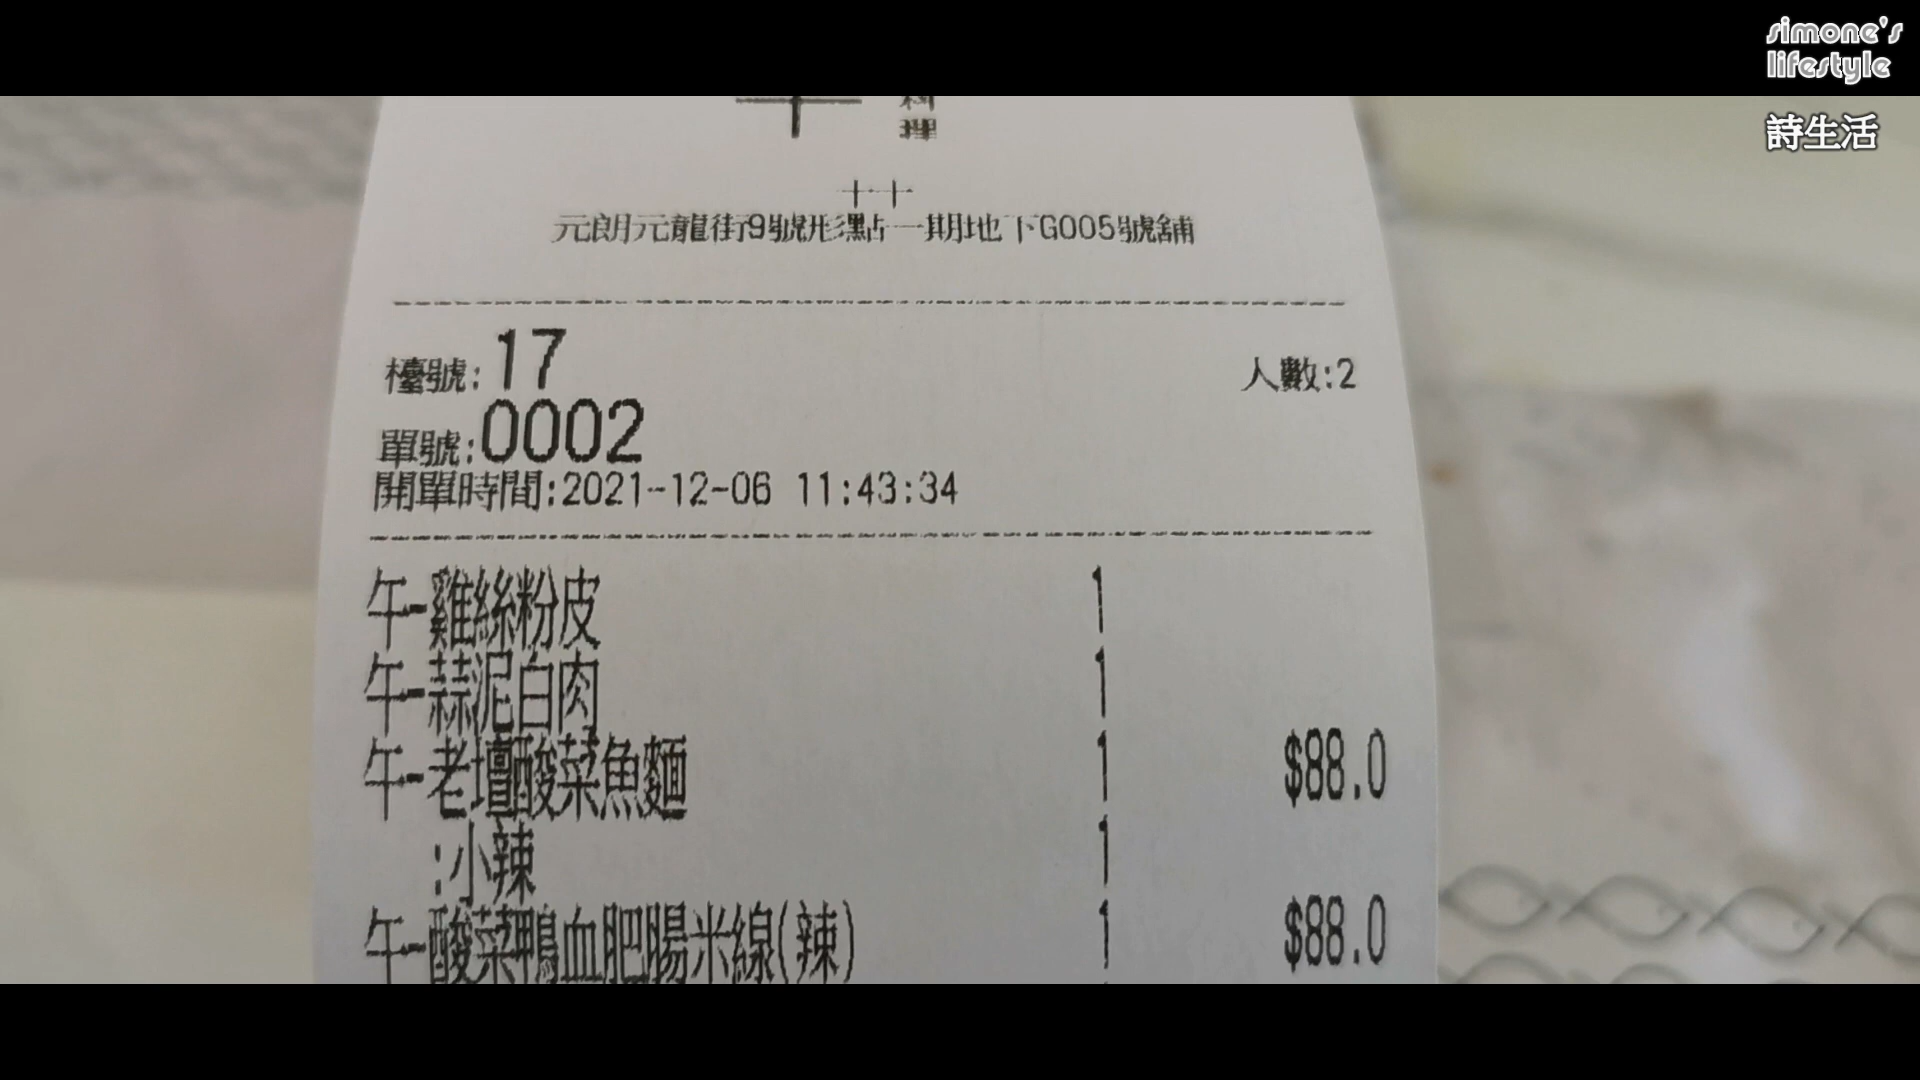 simone's
lifestyle
詩生活
理
十十
元朗元龍街9號形點一期地下G005號舖
檯號:17
人數:2
單號:0002
開單時間:2021-12-06 11:43:34
午-雞絲粉皮 1
午-蒜泥白肉 1
午-老壇酸菜魚麵 1 $88.0
:小辣 1
午-酸菜鴨血肥腸米線(辣) 1 $88.0